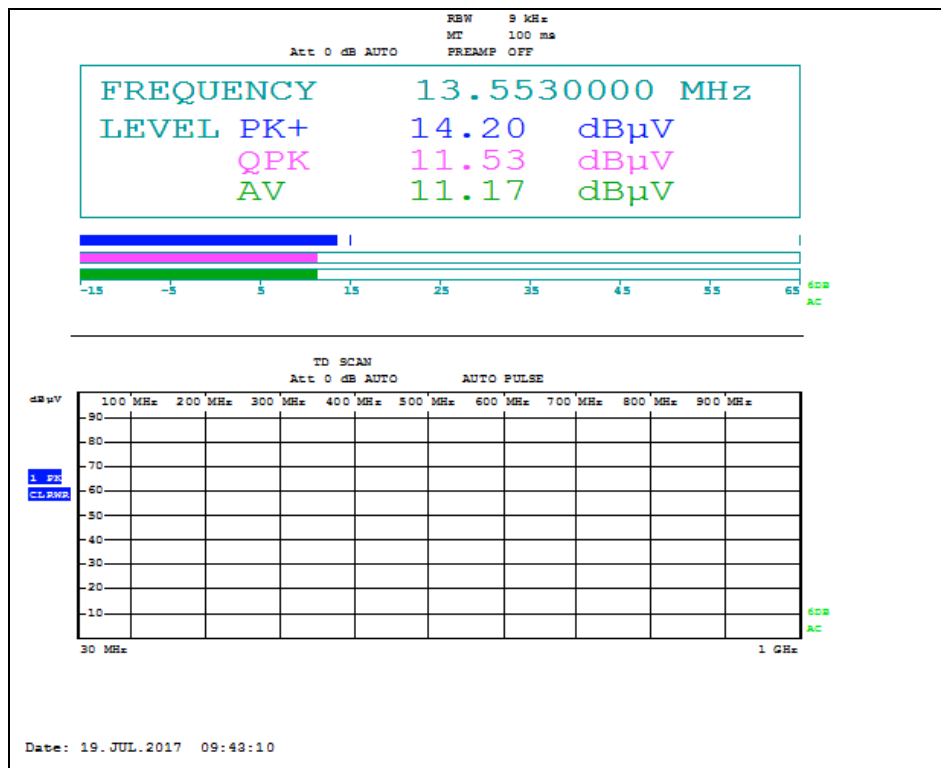 RBW 9 kHz
MT 100 ms
Att 0 dB AUTO PREAMP OFF
FREQUENCY 13.5530000 MHz
LEVEL PK+ 14.20 dBµV
QPK 11.53 dBµV
AV 11.17 dBµV
-15 -5 5 15 25 35 45 55 65
6DB
AC
TD SCAN
Att 0 dB AUTO AUTO PULSE
dBµV
100 MHz 200 MHz 300 MHz 400 MHz 500 MHz 600 MHz 700 MHz 800 MHz 900 MHz
90
80
70
1 PK
CLRWR
60
50
40
30
20
10
6DB
AC
30 MHz 1 GHz
Date: 19.JUL.2017 09:43:10